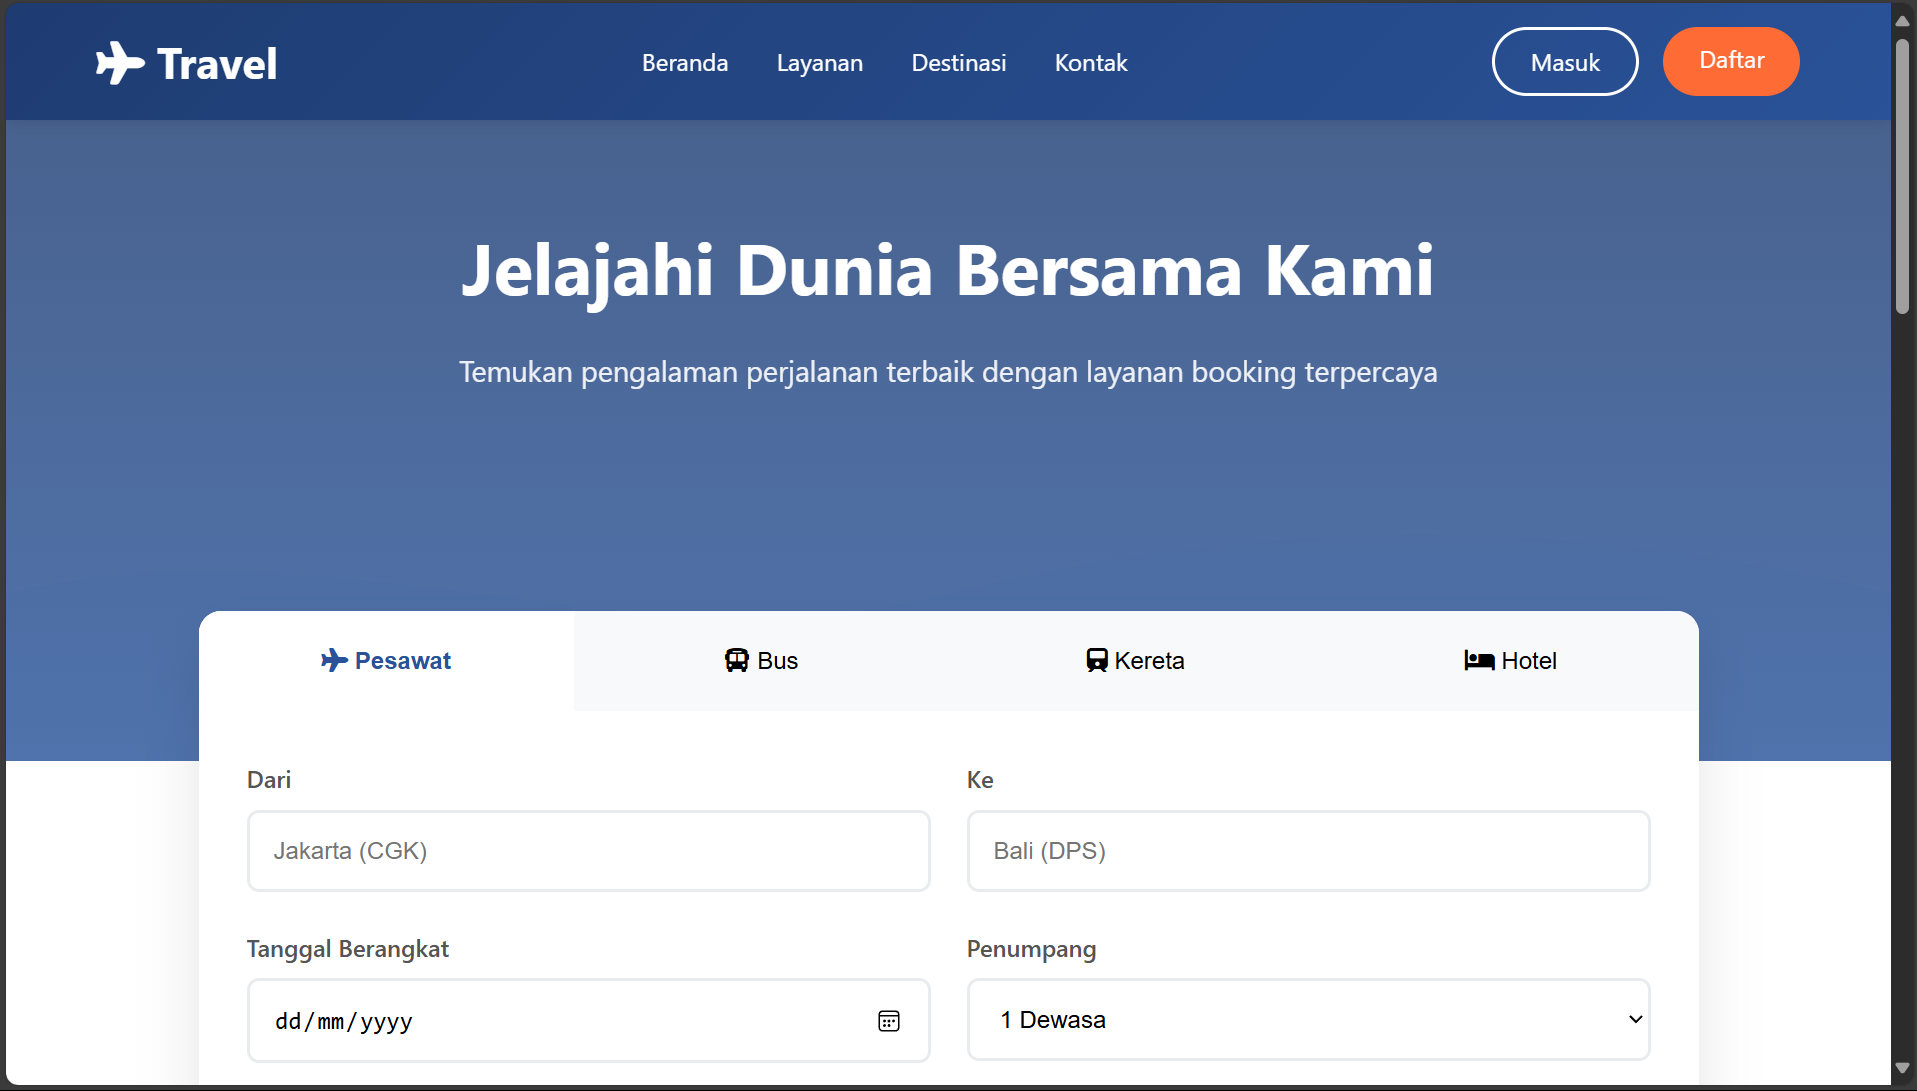 Travel
Beranda Layanan Destinasi Kontak
Masuk
Daftar
Jelajahi Dunia Bersama Kami
Temukan pengalaman perjalanan terbaik dengan layanan booking terpercaya
Pesawat
Bus
Kereta
Hotel
Dari
Jakarta (CGK)
Ke
Bali (DPS)
Tanggal Berangkat
dd/mm/yyyy
Penumpang
1 Dewasa